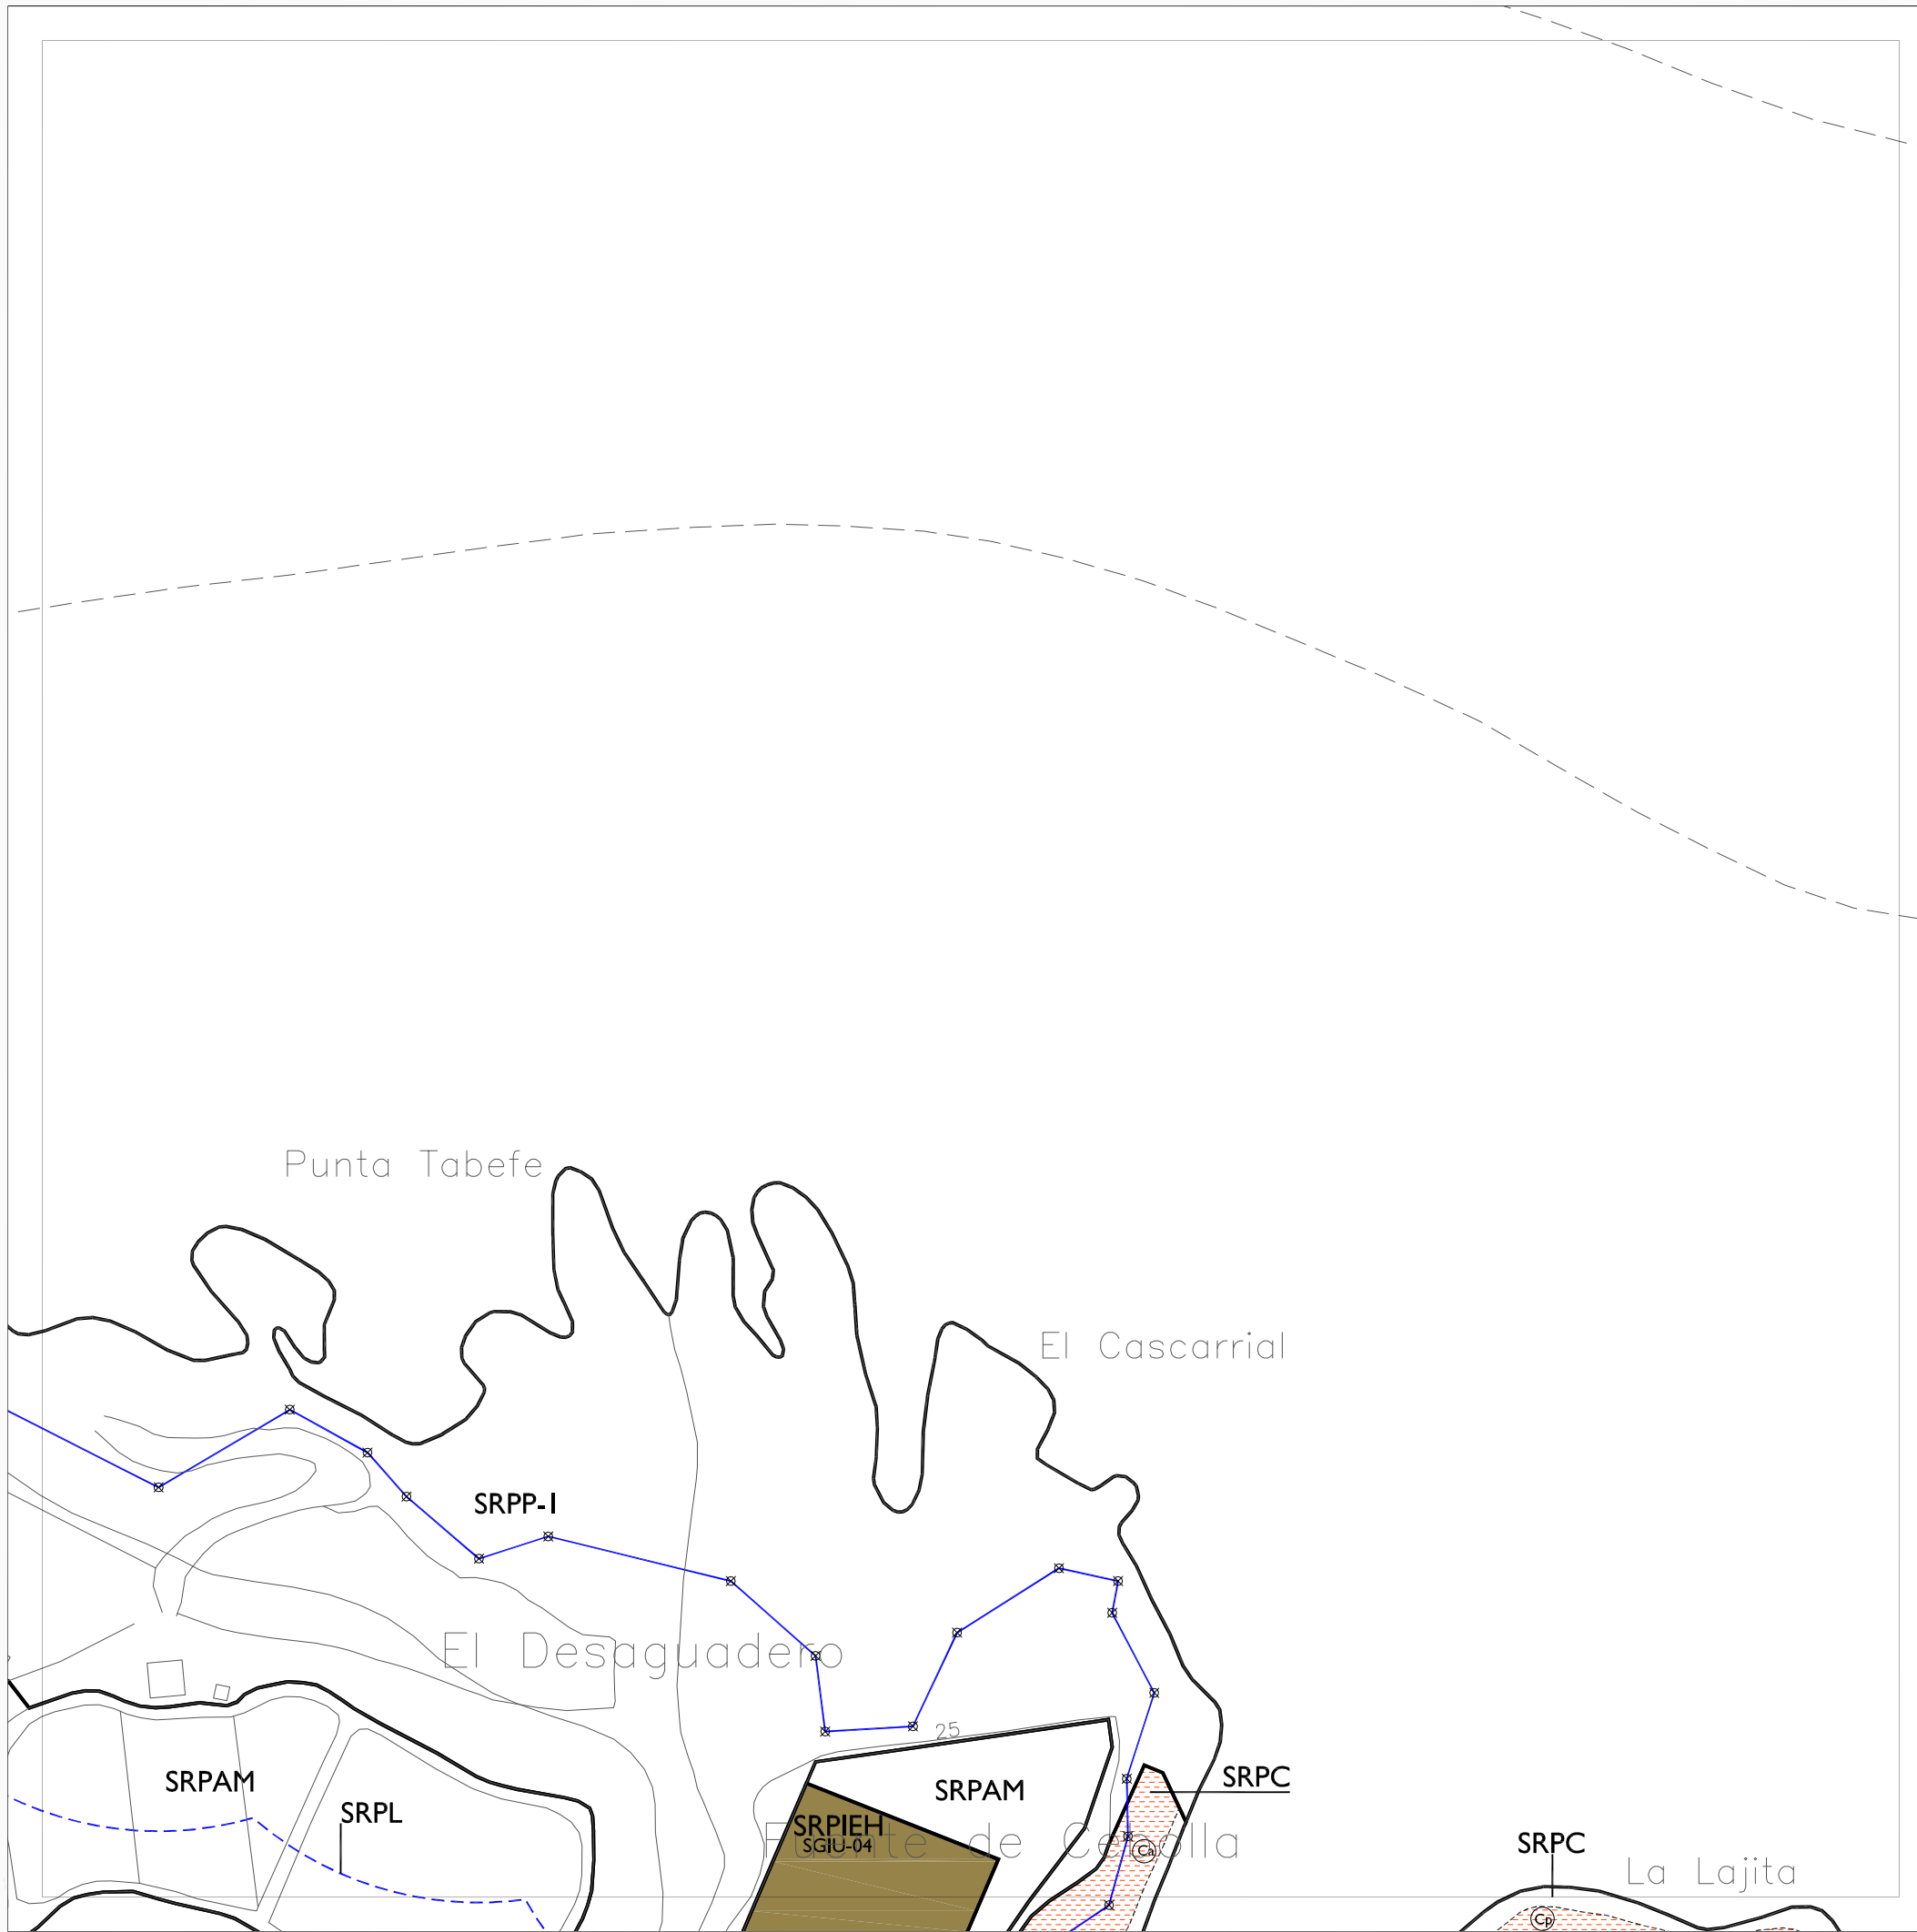 Punta Tabefe
El Cascarrial
SRPP-1
El Desaguadero
25
SRPAM
SRPL
SRPAM
SRPC
SRPIEH
SGIU-04
Fuente de Cebolla
Ca
SRPC
La Lajita
Cp